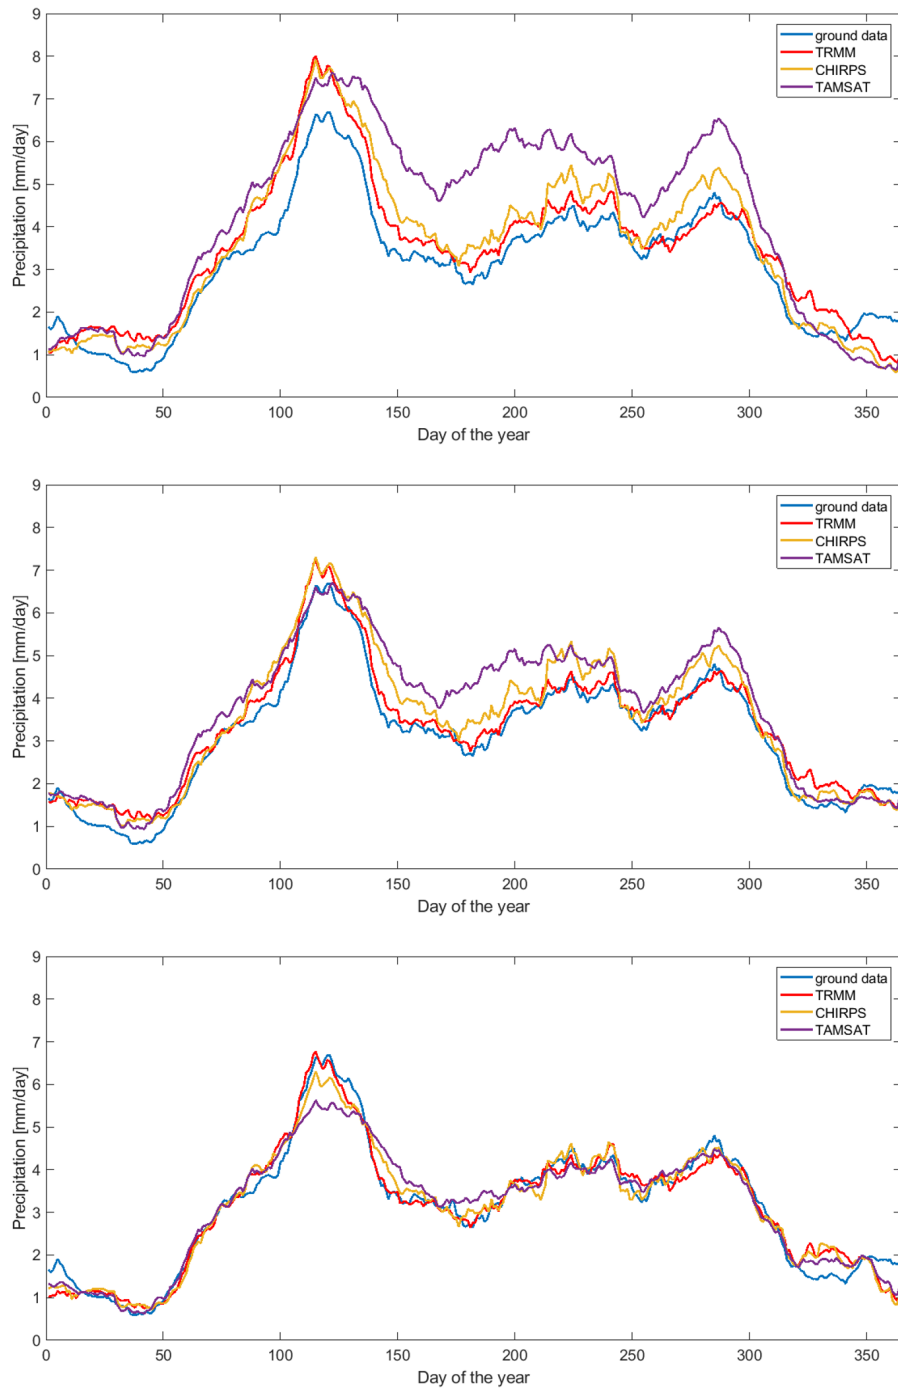 9
8
7
6
5
4
3
2
1
0
Precipitation [mm/day]
ground data
TRMM
CHIRPS
TAMSAT
0 50 100 150 200 250 300 350
Day of the year
9
8
7
6
5
4
3
2
1
0
Precipitation [mm/day]
ground data
TRMM
CHIRPS
TAMSAT
0 50 100 150 200 250 300 350
Day of the year
9
8
7
6
5
4
3
2
1
0
Precipitation [mm/day]
ground data
TRMM
CHIRPS
TAMSAT
0 50 100 150 200 250 300 350
Day of the year